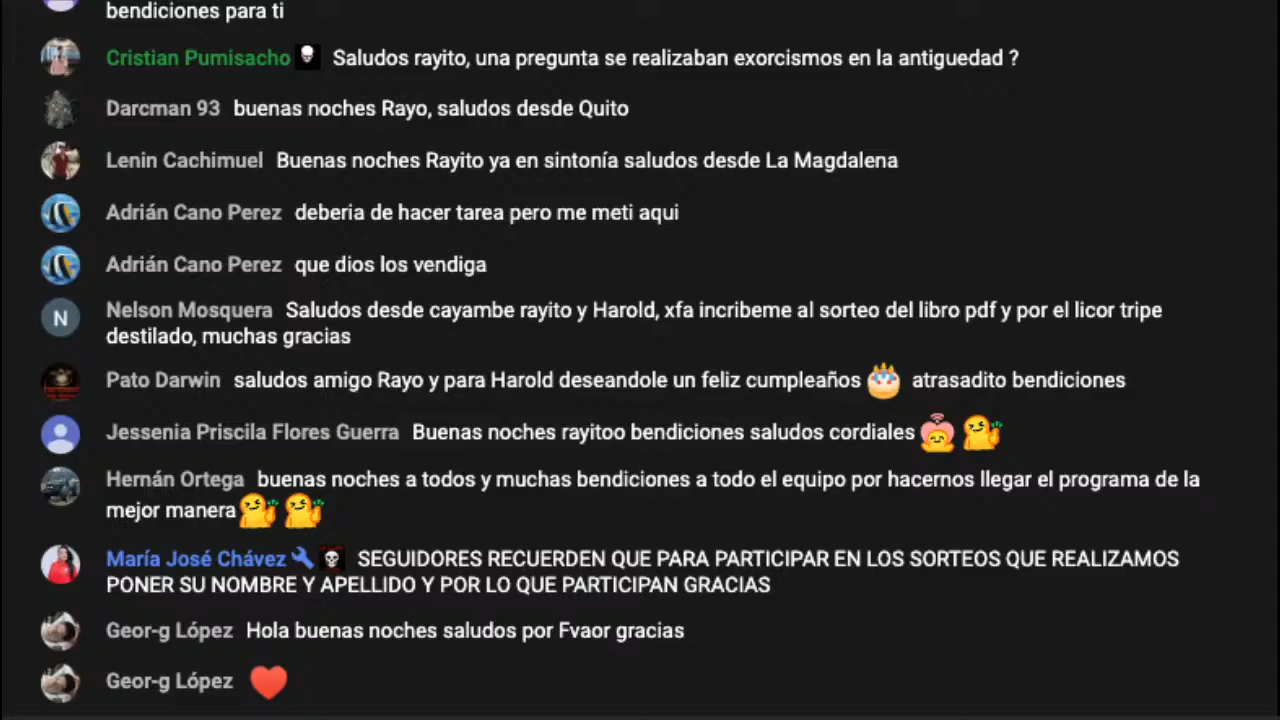 bendiciones para ti
Cristian Pumisacho Saludos rayito, una pregunta se realizaban exorcismos en la antiguedad ?
Darcman 93 buenas noches Rayo, saludos desde Quito
Lenin Cachimuel Buenas noches Rayito ya en sintonía saludos desde La Magdalena
Adrián Cano Perez deberia de hacer tarea pero me meti aqui
Adrián Cano Perez que dios los vendiga
N Nelson Mosquera Saludos desde cayambe rayito y Harold, xfa incribeme al sorteo del libro pdf y por el licor tripe
destilado, muchas gracias
Pato Darwin saludos amigo Rayo y para Harold deseandole un feliz cumpleaños 🎂 atrasadito bendiciones
Jessenia Priscila Flores Guerra Buenas noches rayitoo bendiciones saludos cordiales
Hernán Ortega buenas noches a todos y muchas bendiciones a todo el equipo por hacernos llegar el programa de la
mejor manera
María José Chávez SEGUIDORES RECUERDEN QUE PARA PARTICIPAR EN LOS SORTEOS QUE REALIZAMOS
PONER SU NOMBRE Y APELLIDO Y POR LO QUE PARTICIPAN GRACIAS
Geor-g López Hola buenas noches saludos por Fvaor gracias
Geor-g López ❤️